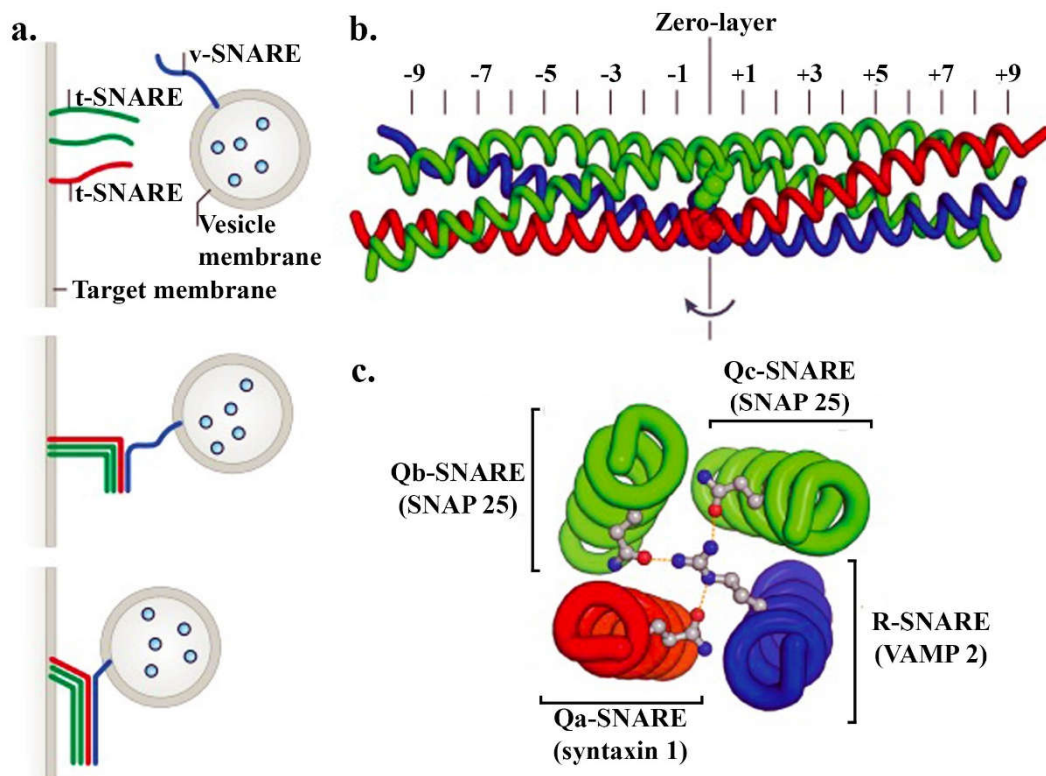 a.
v-SNARE
t-SNARE
t-SNARE
Vesicle
membrane
Target membrane
b.
Zero-layer
-9 -7 -5 -3 -1 +1 +3 +5 +7 +9
c.
Qc-SNARE
(SNAP 25)
Qb-SNARE
(SNAP 25)
R-SNARE
(VAMP 2)
Qa-SNARE
(syntaxin 1)